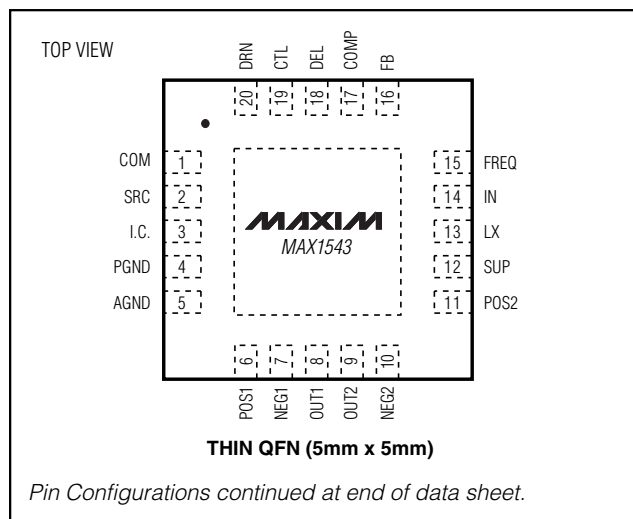 TOP VIEW
DRN
CTL
DEL
COMP
FB
20
19
18
17
16
COM 1
SRC 2
I.C. 3
PGND 4
AGND 5
MAXIM
MAX1543
15 FREQ
14 IN
13 LX
12 SUP
11 POS2
6
7
8
9
10
POS1
NEG1
OUT1
OUT2
NEG2
THIN QFN (5mm x 5mm)
Pin Configurations continued at end of data sheet.